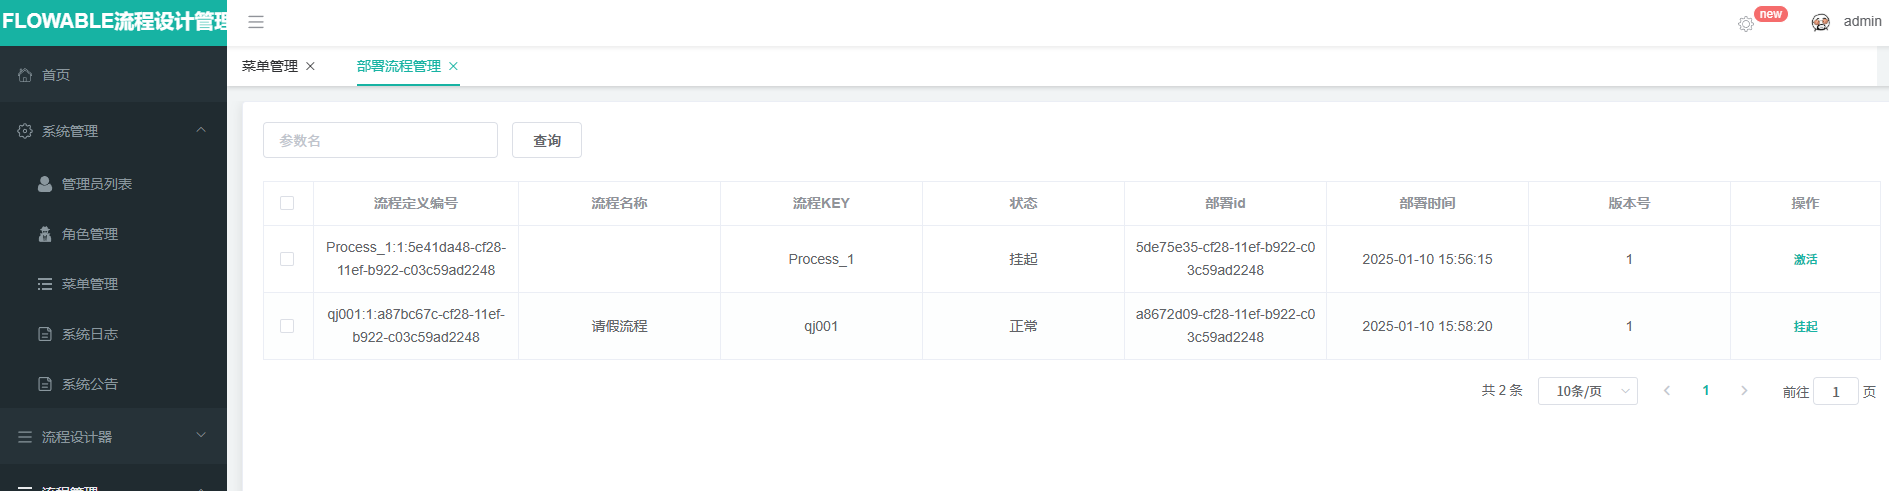 FLOWABLE流程设计管理
new
admin
首页
菜单管理
部署流程管理
系统管理
管理员列表
角色管理
菜单管理
系统日志
系统公告
流程设计器
流程管理
参数名
查询
流程定义编号 流程名称 流程KEY 状态 部署id 部署时间 版本号 操作
Process_1:1:5e41da48-cf28-
11ef-b922-c03c59ad2248
Process_1
挂起
5de75e35-cf28-11ef-b922-c0
3c59ad2248
2025-01-10 15:56:15
1
激活
qj001:1:a87bc67c-cf28-11ef-
b922-c03c59ad2248
请假流程
qj001
正常
a8672d09-cf28-11ef-b922-c0
3c59ad2248
2025-01-10 15:58:20
1
挂起
共 2 条 10条/页 1 前往 1 页